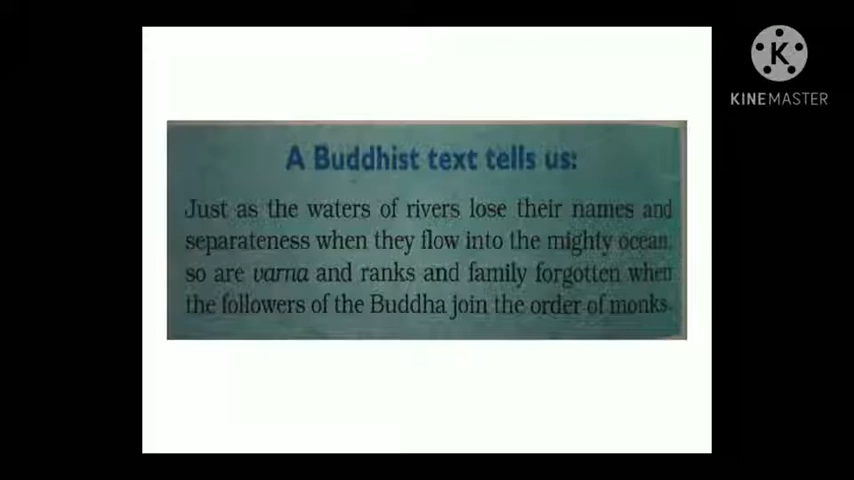 K
KINEMASTER
A Buddhist text tells us:
Just as the waters of rivers lose their names and
separateness when they flow into the mighty ocean,
so are varna and ranks and family forgotten when
the followers of the Buddha join the order of monks.